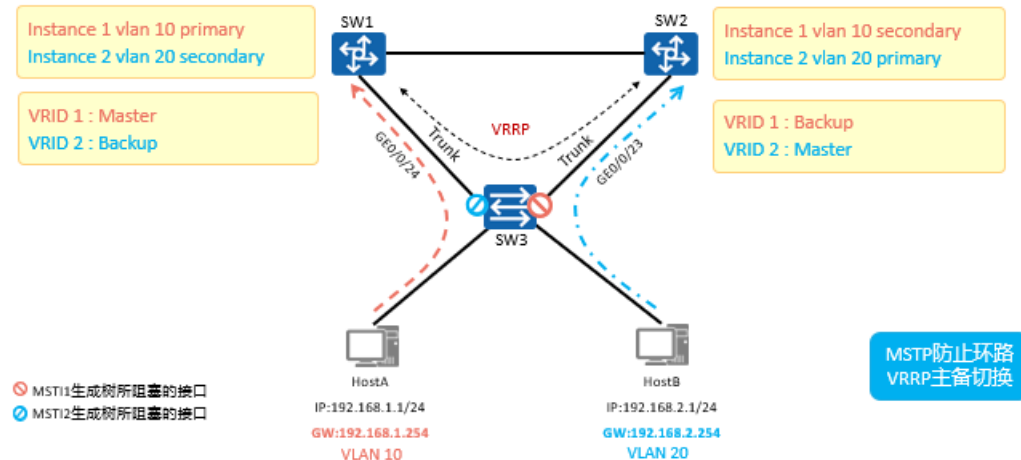 SW1
SW2
Instance 1 vlan 10 primary
Instance 2 vlan 20 secondary
Instance 1 vlan 10 secondary
Instance 2 vlan 20 primary
VRID 1 : Master
VRID 2 : Backup
VRID 1 : Backup
VRID 2 : Master
VRRP
Trunk
Trunk
GE0/0/24
GE0/0/23
SW3
MSTP防止环路
VRRP主备切换
HostA
HostB
MSTI1生成树所阻塞的接口
MSTI2生成树所阻塞的接口
IP:192.168.1.1/24
IP:192.168.2.1/24
GW:192.168.1.254
GW:192.168.2.254
VLAN 10
VLAN 20